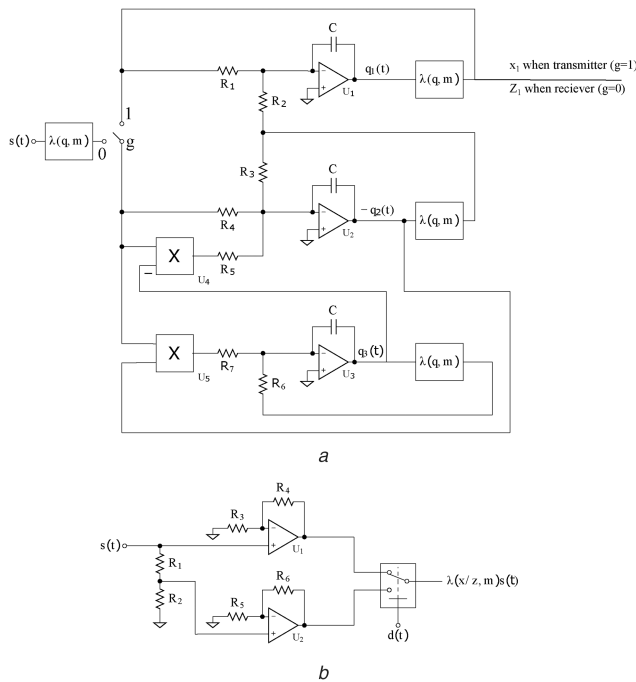 C
q₁(t)
λ(q, m)
x₁ when transmitter (g=1)
Z₁ when reciever (g=0)
R₁
U₁
R₂
1
s(t)
λ(q, m)
0
g
R₃
C
−q₂(t)
λ(q, m)
R₄
U₂
X
R₅
U₄
C
q₃(t)
λ(q, m)
X
R₇
U₃
U₅
R₆
a
R₄
R₃
s(t)
U₁
R₁
R₆
λ(x/z, m)s(t)
R₂
R₅
U₂
d(t)
b